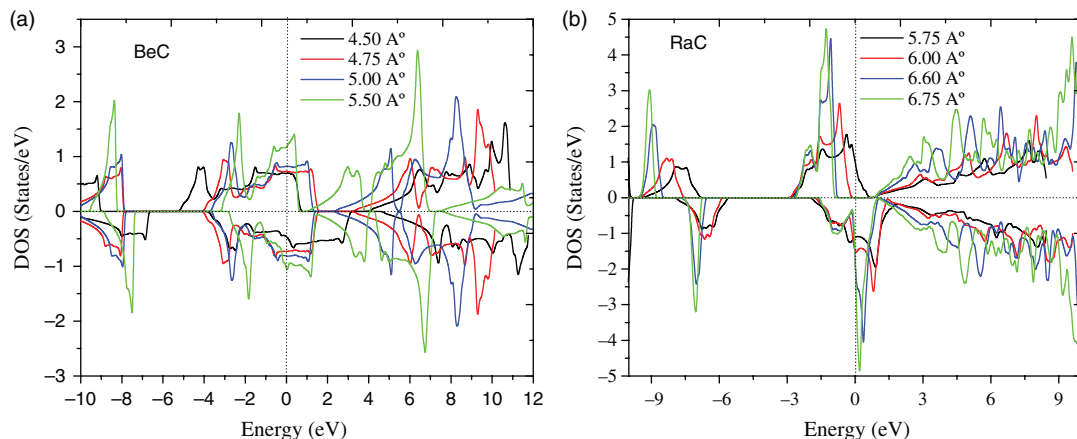 (a)
BeC
4.50 Aº
4.75 Aº
5.00 Aº
5.50 Aº
DOS (States/eV)
3
2
1
0
−1
−2
−3
−10 −8 −6 −4 −2 0 2 4 6 8 10 12
Energy (eV)
(b)
RaC
5.75 Aº
6.00 Aº
6.60 Aº
6.75 Aº
DOS (States/eV)
5
4
3
2
1
0
−1
−2
−3
−4
−5
−9 −6 −3 0 3 6 9
Energy (eV)